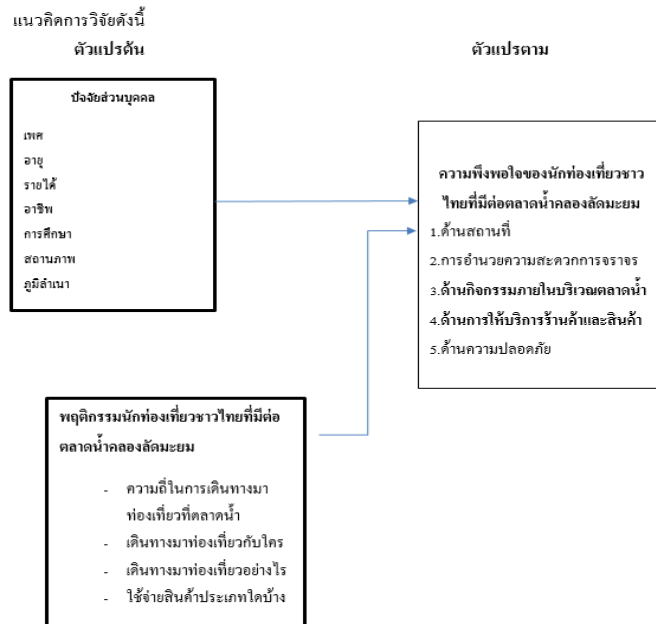 แนวคิดการวิจัยดังนี้
ตัวแปรต้น
ตัวแปรตาม
ปัจจัยส่วนบุคคล
เพศ
อายุ
รายได้
อาชีพ
การศึกษา
สถานภาพ
ภูมิลำเนา
ความพึงพอใจของนักท่องเที่ยวชาว
ไทยที่มีต่อตลาดน้ำคลองลัดมะยม
1.ด้านสถานที่
2.การอำนวยความสะดวกการจราจร
3.ด้านกิจกรรมภายในบริเวณตลาดน้ำ
4.ด้านการให้บริการร้านค้าและสินค้า
5.ด้านความปลอดภัย
พฤติกรรมนักท่องเที่ยวชาวไทยที่มีต่อ
ตลาดน้ำคลองลัดมะยม
- ความถี่ในการเดินทางมา
ท่องเที่ยวที่ตลาดน้ำ
- เดินทางมาท่องเที่ยวกับใคร
- เดินทางมาท่องเที่ยวอย่างไร
- ใช้จ่ายสินค้าประเภทใดบ้าง